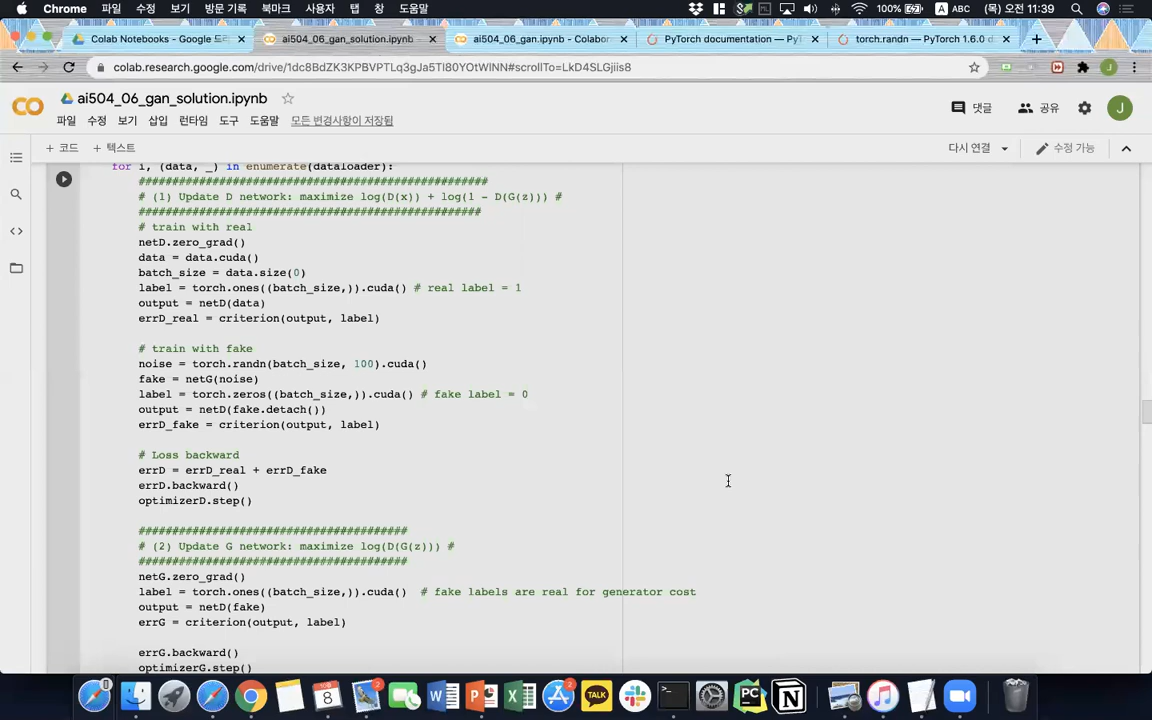 Chrome 파일 수정 보기 방문 기록 북마크 사용자 탭 창 도움말 100% A ABC (목) 오전 11:39
Colab Notebooks - Google 드라 ai504_06_gan_solution.ipynb ai504_06_gan.ipynb - Colabor PyTorch documentation — PyT torch.randn — PyTorch 1.6.0 d
colab.research.google.com/drive/
ai504_06_gan_solution.ipynb
파일 수정 보기 삽입 런타임 도구 도움말 모든 변경사항이 저장됨
댓글 공유 J
+ 코드 + 텍스트 다시 연결 수정 가능
for i, (data, _) in enumerate(dataloader):
####################################################
# (1) Update D network: maximize log(D(x)) + log(1 - D(G(z))) #
###################################################
# train with real
netD.zero_grad()
data = data.cuda()
batch_size = data.size(0)
label = torch.ones((batch_size,)).cuda() # real label = 1
output = netD(data)
errD_real = criterion(output, label)
# train with fake
noise = torch.randn(batch_size, 100).cuda()
fake = netG(noise)
label = torch.zeros((batch_size,)).cuda() # fake label = 0
output = netD(fake.detach())
errD_fake = criterion(output, label)
# Loss backward
errD = errD_real + errD_fake
errD.backward()
optimizerD.step()
########################################
# (2) Update G network: maximize log(D(G(z))) #
########################################
netG.zero_grad()
label = torch.ones((batch_size,)).cuda() # fake labels are real for generator cost
output = netD(fake)
errG = criterion(output, label)
errG.backward()
optimizerG.step()